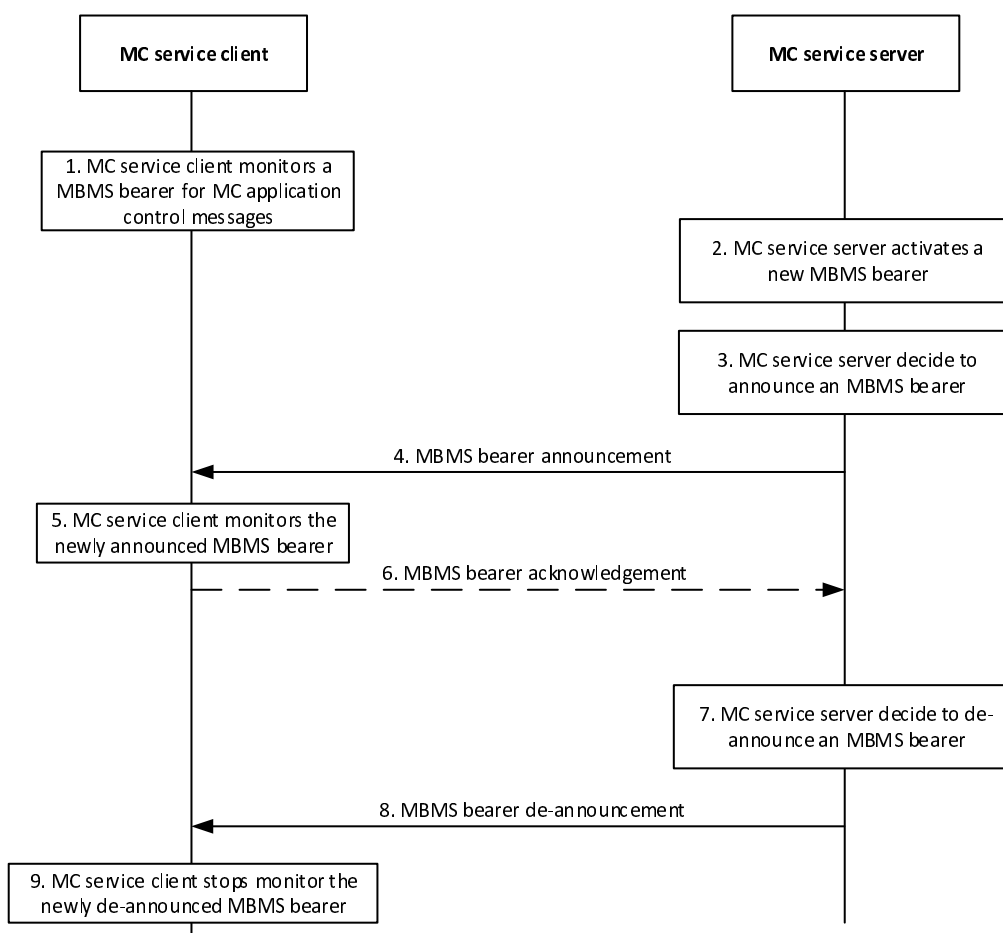 MC service client
MC service server
1. MC service client monitors a
MBMS bearer for MC application
control messages
2. MC service server activates a
new MBMS bearer
3. MC service server decide to
announce an MBMS bearer
4. MBMS bearer announcement
5. MC service client monitors the
newly announced MBMS bearer
6. MBMS bearer acknowledgement
7. MC service server decide to de-
announce an MBMS bearer
8. MBMS bearer de-announcement
9. MC service client stops monitor the
newly de-announced MBMS bearer